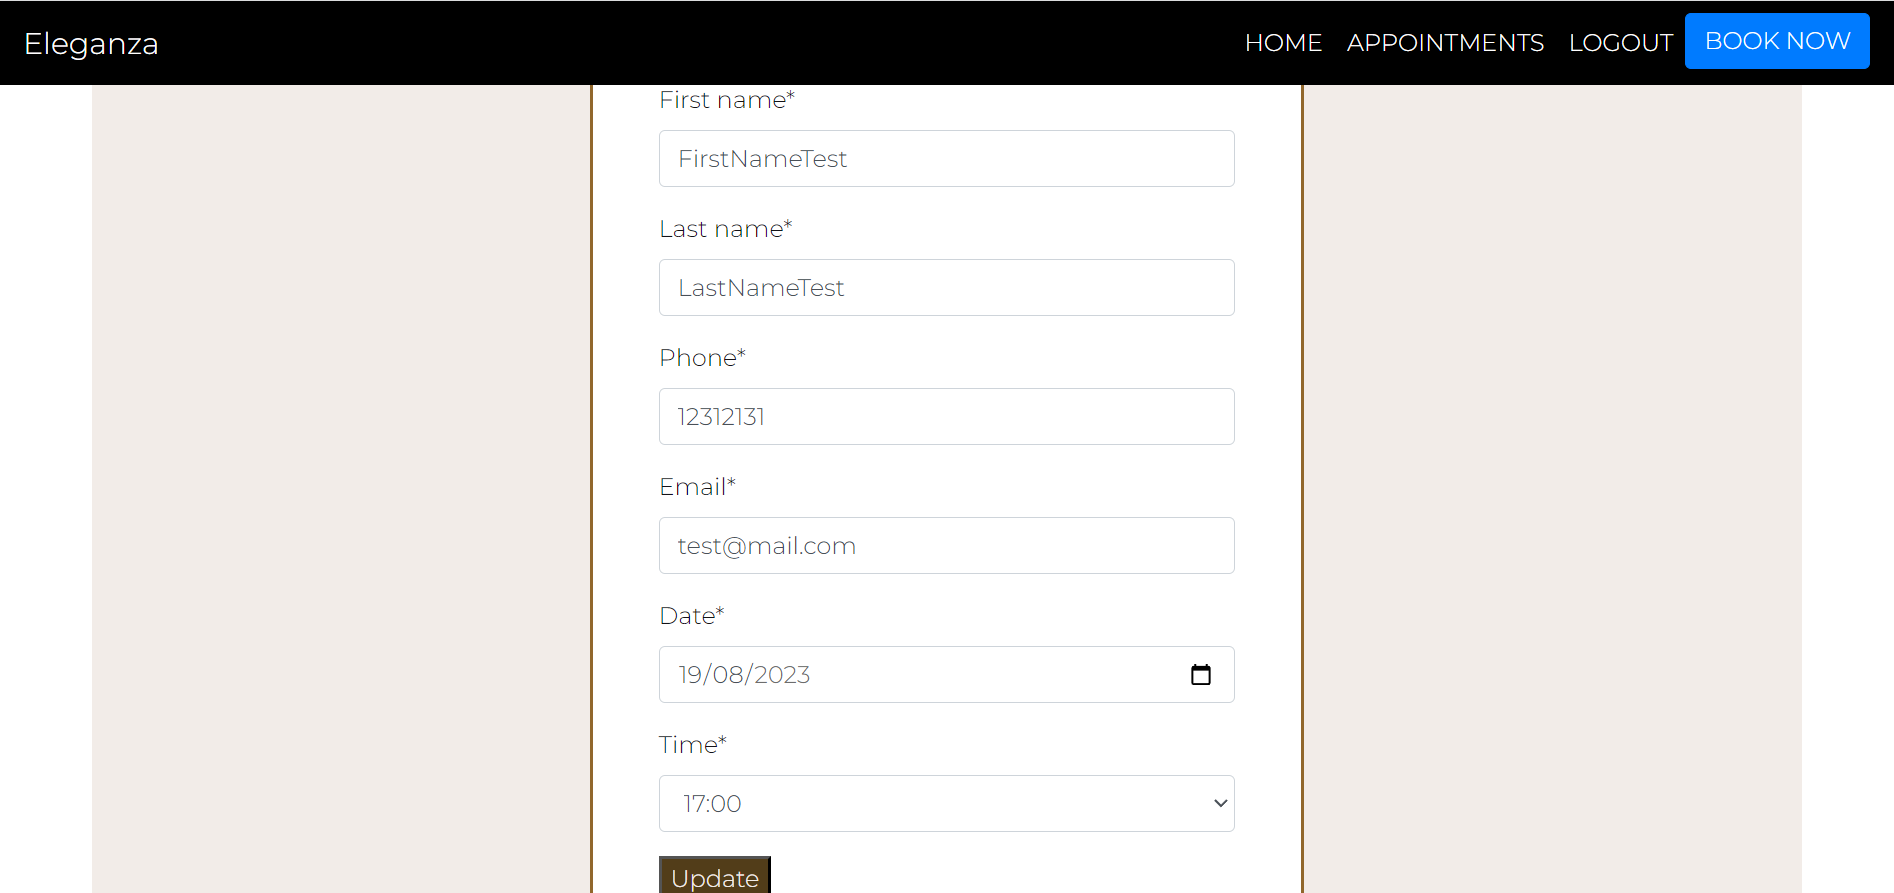 Eleganza
HOME APPOINTMENTS LOGOUT BOOK NOW
First name*
FirstNameTest
Last name*
LastNameTest
Phone*
12312131
Email*
test@mail.com
Date*
19/08/2023
Time*
17:00
Update